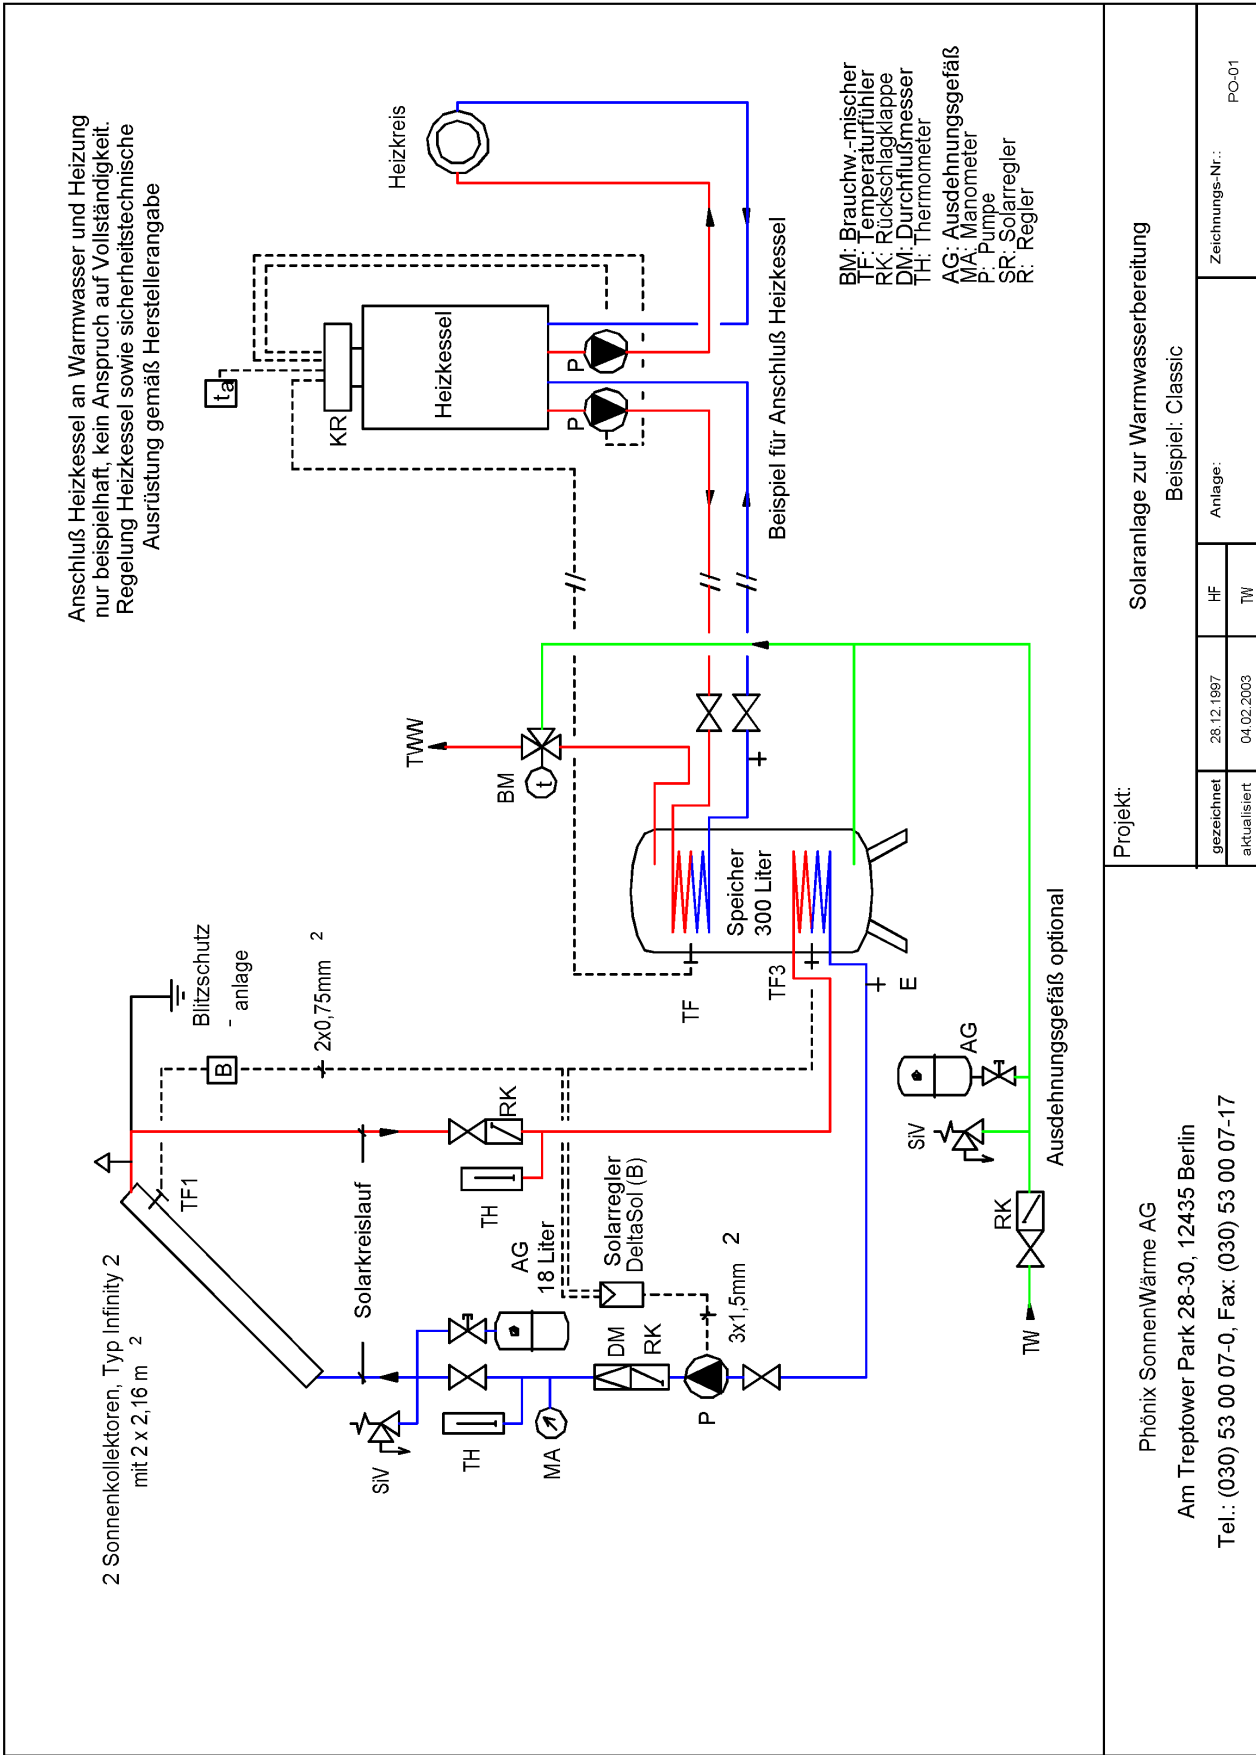 2 Sonnenkollektoren, Typ Infinity 2
mit 2 x 2,16 m 2
TF1
Blitzschutz
- anlage
B
2x0,75mm 2
Solarkreislauf
SiV
TH
MA
TH
RK
AG
18 Liter
Solarregler
DeltaSol (B)
DM
RK
P
3x1,5mm 2
TF
TF3
E
Speicher
300 Liter
TWW
BM
t
Anschluß Heizkessel an Warmwasser und Heizung
nur beispielhaft, kein Anspruch auf Vollständigkeit.
Regelung Heizkessel sowie sicherheitstechnische
Ausrüstung gemäß Herstellerangabe
ta
KR
Heizkessel
P
P
Heizkreis
Beispiel für Anschluß Heizkessel
BM: Brauchw.-mischer
TF: Temperaturfühler
RK: Rückschlagklappe
DM: Durchflußmesser
TH: Thermometer
AG: Ausdehnungsgefäß
MA: Manometer
P: Pumpe
SR: Solarregler
R: Regler
SiV
AG
RK
TW
Ausdehnungsgefäß optional
Phönix SonnenWärme AG
Am Treptower Park 28-30, 12435 Berlin
Tel.: (030) 53 00 07-0, Fax: (030) 53 00 07-17
Projekt:
Solaranlage zur Warmwasserbereitung
Beispiel: Classic
gezeichnet
28.12.1997
HF
Anlage:
Zeichnungs-Nr.:
aktualisiert
04.02.2003
TW
PO-01